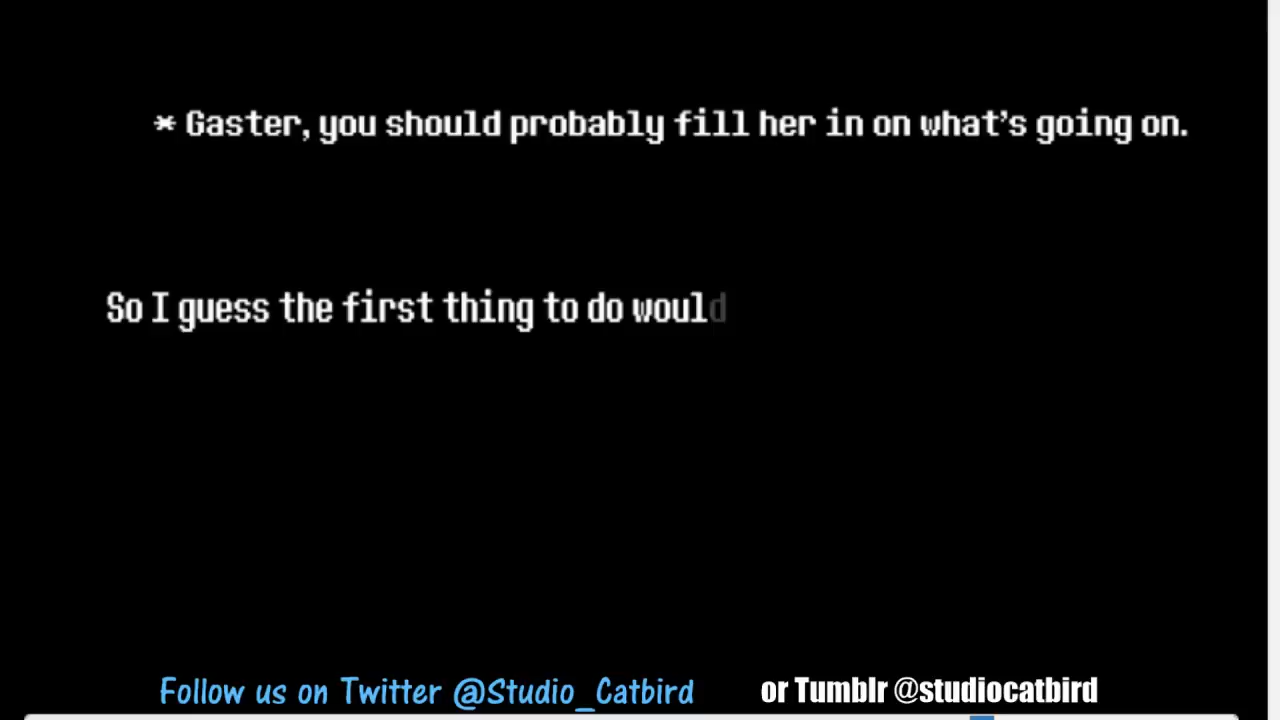 * Gaster, you should probably fill her in on what's going on.
So I guess the first thing to do would
Follow us on Twitter @Studio_Catbird or Tumblr @studiocatbird